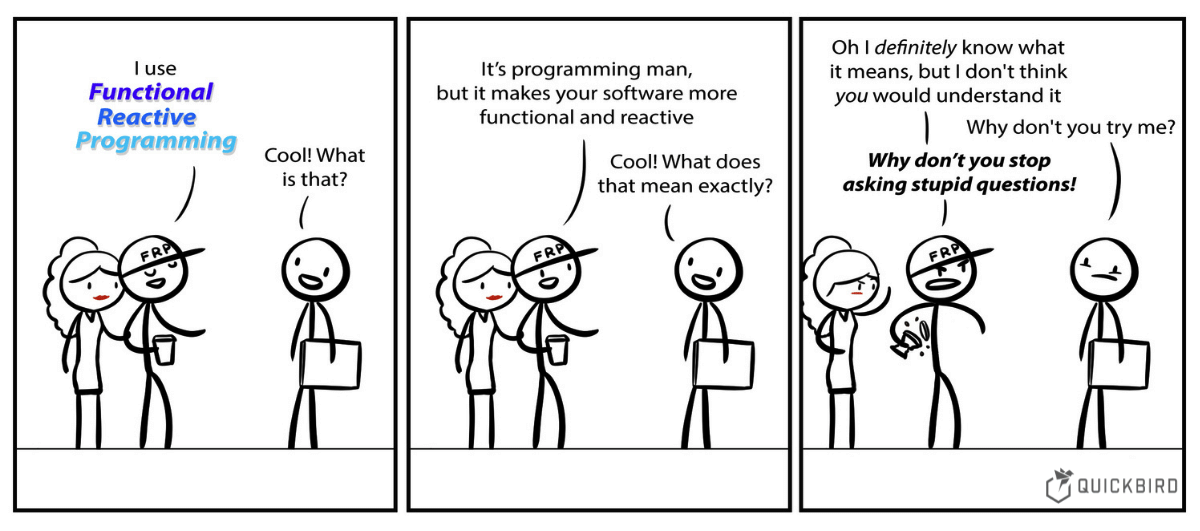 I use
Functional
Reactive
Programming
Cool! What
is that?
FRP
It's programming man,
but it makes your software more
functional and reactive
Cool! What does
that mean exactly?
FRP
Oh I definitely know what
it means, but I don't think
you would understand it
Why don't you try me?
Why don't you stop
asking stupid questions!
FRP
QUICKBIRD